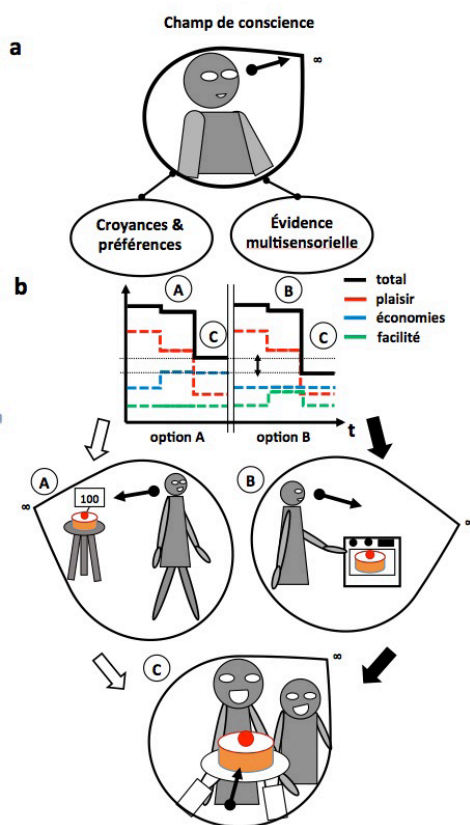 Champ de conscience
a
∞
Croyances &
préférences
Évidence
multisensorielle
b
A
B
C
C
total
plaisir
économies
facilité
option A
option B
t
A
100
∞
B
∞
C
∞